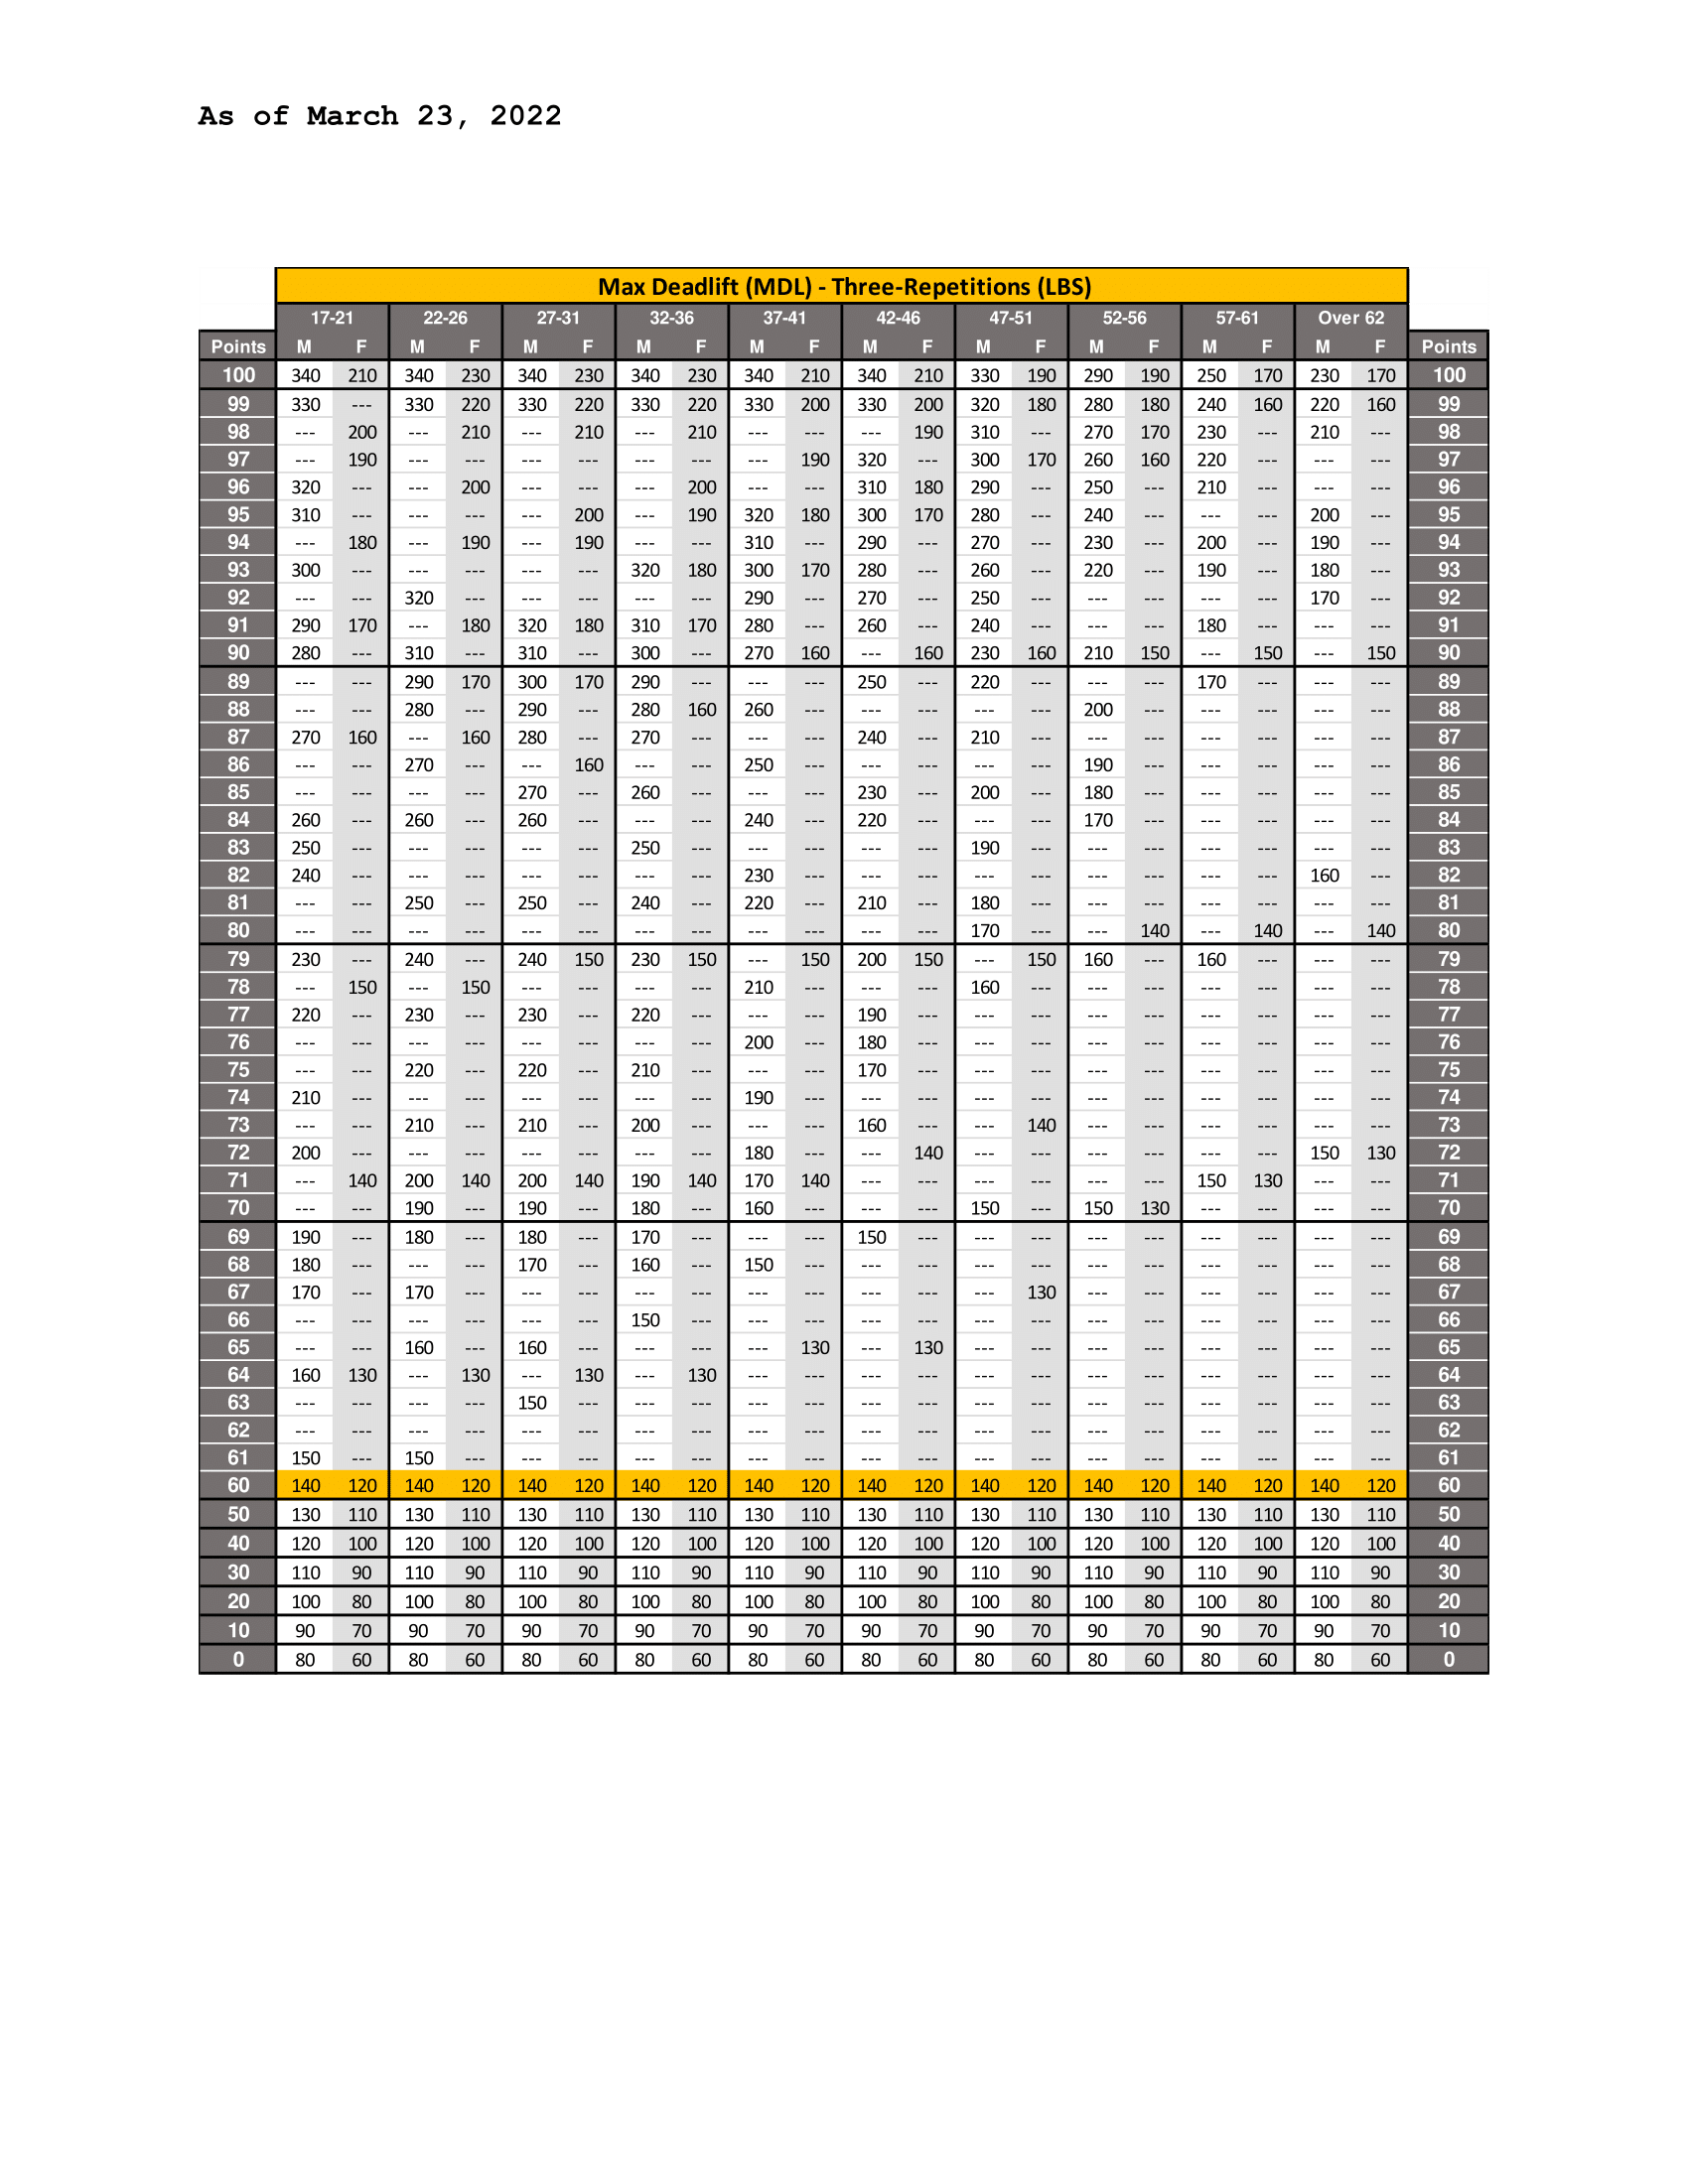 As of March 23, 2022
Max Deadlift (MDL) - Three-Repetitions (LBS)
17-21 22-26 27-31 32-36 37-41 42-46 47-51 52-56 57-61 Over 62
Points M F M F M F M F M F M F M F M F M F M F Points
100 340 210 340 230 340 230 340 230 340 210 340 210 330 190 290 190 250 170 230 170 100
99 330 --- 330 220 330 220 330 220 330 200 330 200 320 180 280 180 240 160 220 160 99
98 --- 200 --- 210 --- 210 --- 210 --- --- --- 190 310 --- 270 170 230 --- 210 --- 98
97 --- 190 --- --- --- --- --- --- --- 190 320 --- 300 170 260 160 220 --- --- --- 97
96 320 --- --- 200 --- --- --- 200 --- --- 310 180 290 --- 250 --- 210 --- --- --- 96
95 310 --- --- --- --- 200 --- 190 320 180 300 170 280 --- 240 --- --- --- 200 --- 95
94 --- 180 --- 190 --- 190 --- --- 310 --- 290 --- 270 --- 230 --- 200 --- 190 --- 94
93 300 --- --- --- --- --- 320 180 300 170 280 --- 260 --- 220 --- 190 --- 180 --- 93
92 --- --- 320 --- --- --- --- --- 290 --- 270 --- 250 --- --- --- --- --- 170 --- 92
91 290 170 --- 180 320 180 310 170 280 --- 260 --- 240 --- --- --- 180 --- --- --- 91
90 280 --- 310 --- 310 --- 300 --- 270 160 --- 160 230 160 210 150 --- 150 --- 150 90
89 --- --- 290 170 300 170 290 --- --- --- 250 --- 220 --- --- --- 170 --- --- --- 89
88 --- --- 280 --- 290 --- 280 160 260 --- --- --- --- --- 200 --- --- --- --- --- 88
87 270 160 --- 160 280 --- 270 --- --- --- 240 --- 210 --- --- --- --- --- --- --- 87
86 --- --- 270 --- --- 160 --- --- 250 --- --- --- --- --- 190 --- --- --- --- --- 86
85 --- --- --- --- 270 --- 260 --- --- --- 230 --- 200 --- 180 --- --- --- --- --- 85
84 260 --- 260 --- 260 --- --- --- 240 --- 220 --- --- --- 170 --- --- --- --- --- 84
83 250 --- --- --- --- --- 250 --- --- --- --- --- 190 --- --- --- --- --- --- --- 83
82 240 --- --- --- --- --- --- --- 230 --- --- --- --- --- --- --- --- --- 160 --- 82
81 --- --- 250 --- 250 --- 240 --- 220 --- 210 --- 180 --- --- --- --- --- --- --- 81
80 --- --- --- --- --- --- --- --- --- --- --- --- 170 --- --- 140 --- 140 --- 140 80
79 230 --- 240 --- 240 150 230 150 --- 150 200 150 --- 150 160 --- 160 --- --- --- 79
78 --- 150 --- 150 --- --- --- --- 210 --- --- --- 160 --- --- --- --- --- --- --- 78
77 220 --- 230 --- 230 --- 220 --- --- --- 190 --- --- --- --- --- --- --- --- --- 77
76 --- --- --- --- --- --- --- --- 200 --- 180 --- --- --- --- --- --- --- --- --- 76
75 --- --- 220 --- 220 --- 210 --- --- --- 170 --- --- --- --- --- --- --- --- --- 75
74 210 --- --- --- --- --- --- --- 190 --- --- --- --- --- --- --- --- --- --- --- 74
73 --- --- 210 --- 210 --- 200 --- --- --- 160 --- --- 140 --- --- --- --- --- --- 73
72 200 --- --- --- --- --- --- --- 180 --- --- 140 --- --- --- --- --- --- 150 130 72
71 --- 140 200 140 200 140 190 140 170 140 --- --- --- --- --- --- 150 130 --- --- 71
70 --- --- 190 --- 190 --- 180 --- 160 --- --- --- 150 --- 150 130 --- --- --- --- 70
69 190 --- 180 --- 180 --- 170 --- --- --- 150 --- --- --- --- --- --- --- --- --- 69
68 180 --- --- --- 170 --- 160 --- 150 --- --- --- --- --- --- --- --- --- --- --- 68
67 170 --- 170 --- --- --- --- --- --- --- --- --- --- 130 --- --- --- --- --- --- 67
66 --- --- --- --- --- --- 150 --- --- --- --- --- --- --- --- --- --- --- --- --- 66
65 --- --- 160 --- 160 --- --- --- --- 130 --- 130 --- --- --- --- --- --- --- --- 65
64 160 130 --- 130 --- 130 --- 130 --- --- --- --- --- --- --- --- --- --- --- --- 64
63 --- --- --- --- 150 --- --- --- --- --- --- --- --- --- --- --- --- --- --- --- 63
62 --- --- --- --- --- --- --- --- --- --- --- --- --- --- --- --- --- --- --- --- 62
61 150 --- 150 --- --- --- --- --- --- --- --- --- --- --- --- --- --- --- --- --- 61
60 140 120 140 120 140 120 140 120 140 120 140 120 140 120 140 120 140 120 140 120 60
50 130 110 130 110 130 110 130 110 130 110 130 110 130 110 130 110 130 110 130 110 50
40 120 100 120 100 120 100 120 100 120 100 120 100 120 100 120 100 120 100 120 100 40
30 110 90 110 90 110 90 110 90 110 90 110 90 110 90 110 90 110 90 110 90 30
20 100 80 100 80 100 80 100 80 100 80 100 80 100 80 100 80 100 80 100 80 20
10 90 70 90 70 90 70 90 70 90 70 90 70 90 70 90 70 90 70 90 70 10
0 80 60 80 60 80 60 80 60 80 60 80 60 80 60 80 60 80 60 80 60 0